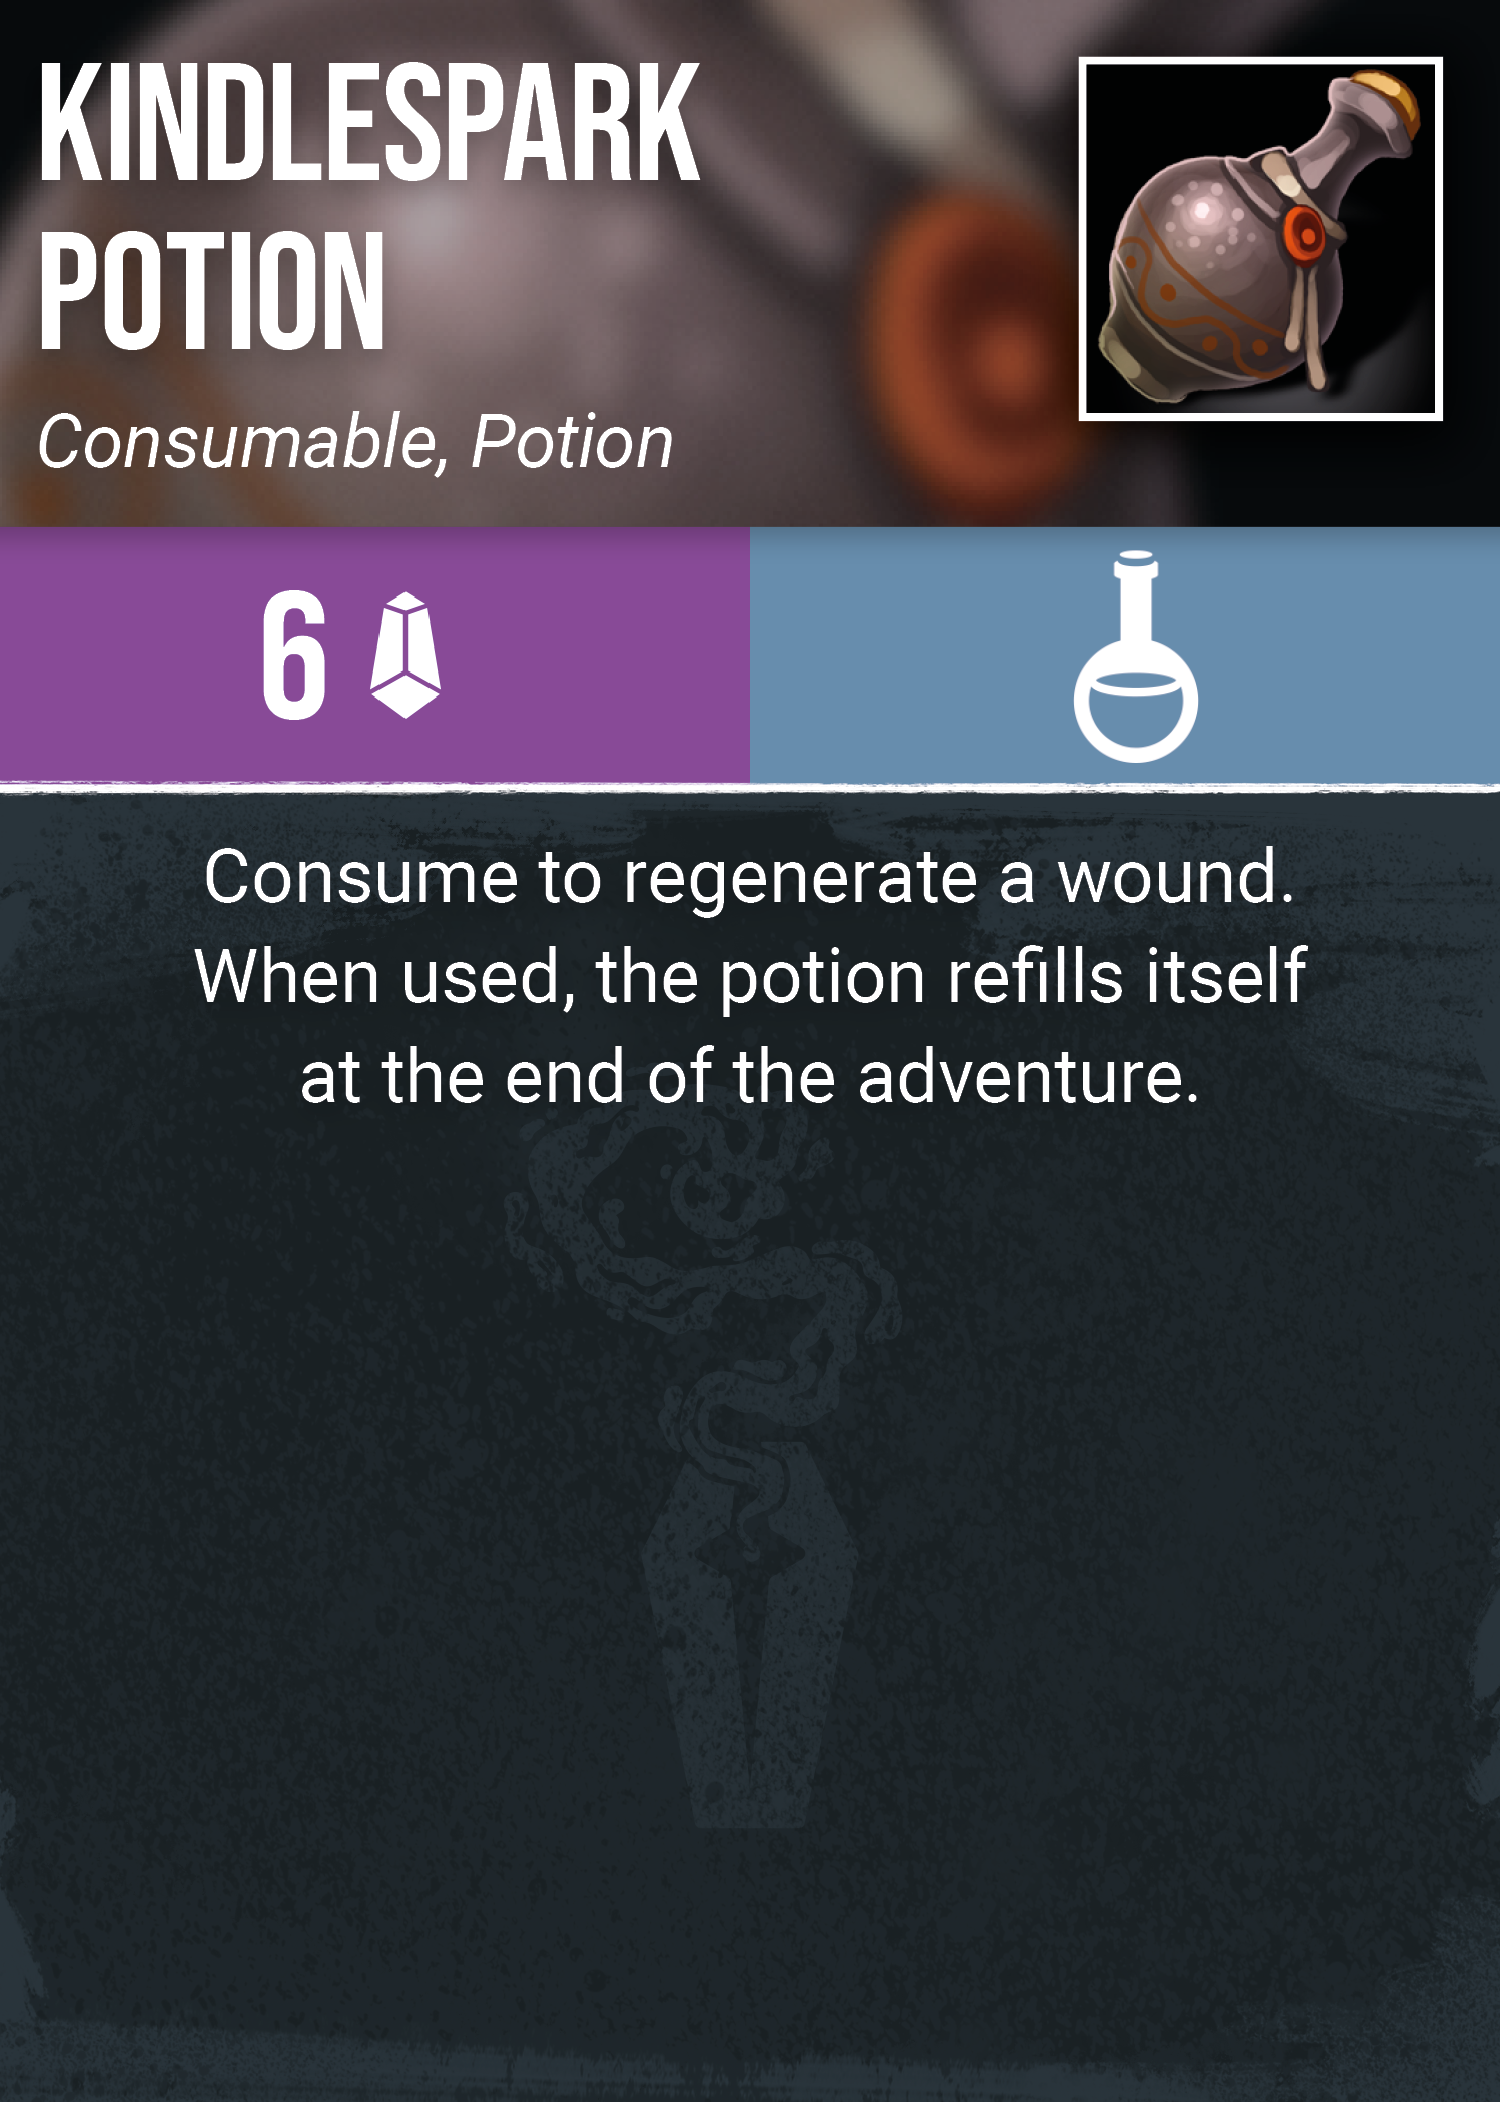 KINDLESPARK
POTION
Consumable, Potion
6
Consume to regenerate a wound.
When used, the potion refills itself
at the end of the adventure.